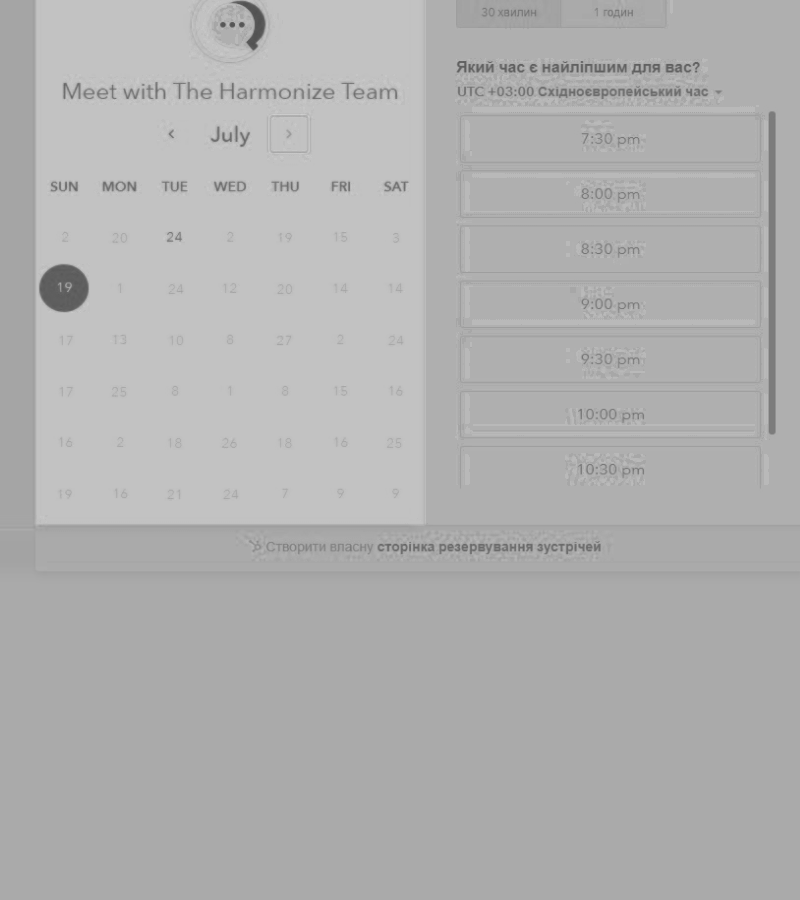 Meet with The Harmonize Team
‹ July ›
SUN MON TUE WED THU FRI SAT
2 20 24 2 19 15 3
19 1 24 12 20 14 14
17 13 10 8 27 2 24
17 25 8 1 8 15 16
16 2 18 26 18 16 25
19 16 21 24 7 9 9
30 хвилин 1 годин
Який час є найліпшим для вас?
UTC +03:00 Східноєвропейський час
7:30 pm
8:00 pm
8:30 pm
9:00 pm
9:30 pm
10:00 pm
10:30 pm
Створити власну сторінка резервування зустрічей